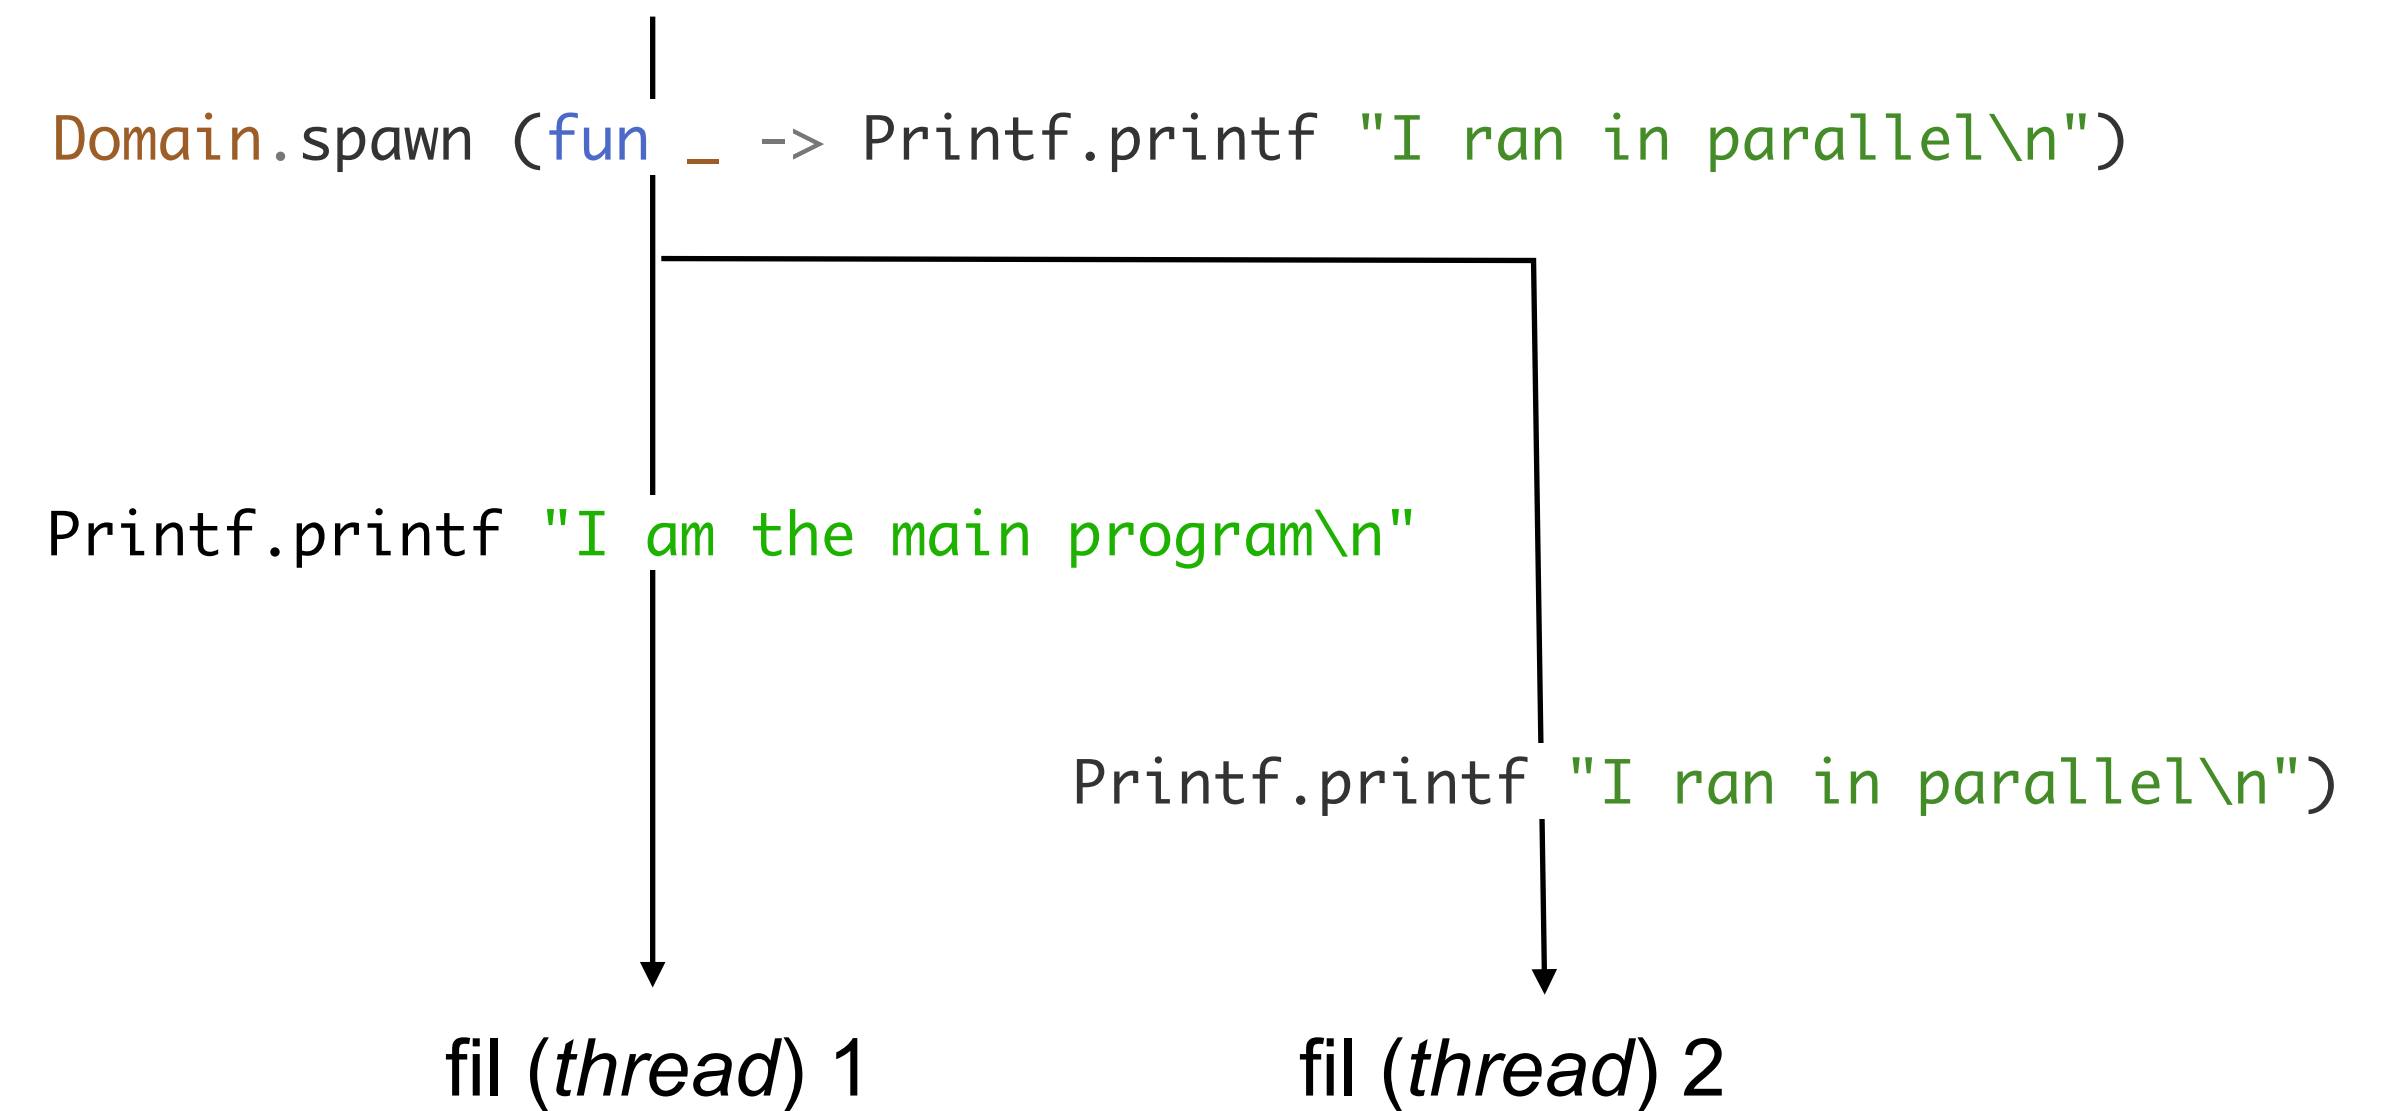 Domain.spawn (fun _ -> Printf.printf "I ran in parallel\n")
Printf.printf "I am the main program\n"
Printf.printf "I ran in parallel\n")
fil (thread) 1
fil (thread) 2